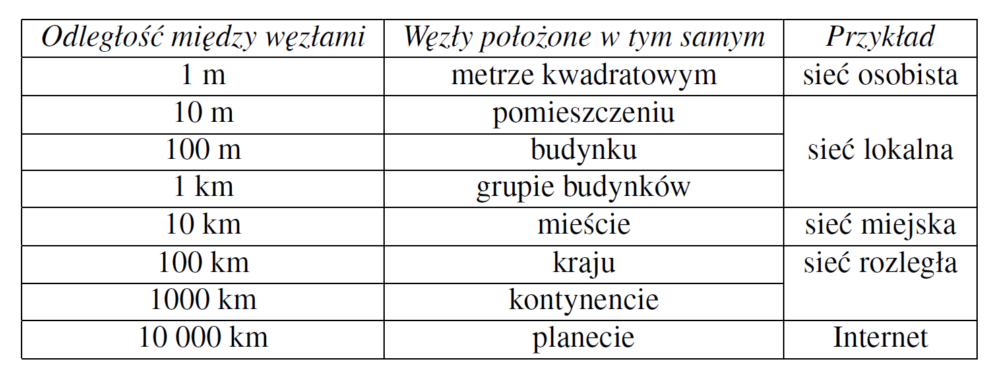 Odległość między węzłami Węzły położone w tym samym Przykład
1 m metrze kwadratowym sieć osobista
10 m pomieszczeniu
100 m budynku sieć lokalna
1 km grupie budynków
10 km mieście sieć miejska
100 km kraju sieć rozległa
1000 km kontynencie
10 000 km planecie Internet